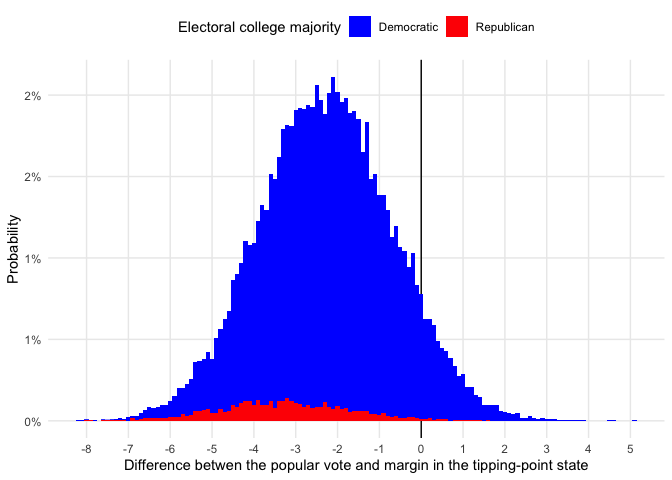 Electoral college majority Democratic Republican
2%
2%
1%
1%
0%
Probability
-8 -7 -6 -5 -4 -3 -2 -1 0 1 2 3 4 5
Difference betwen the popular vote and margin in the tipping-point state